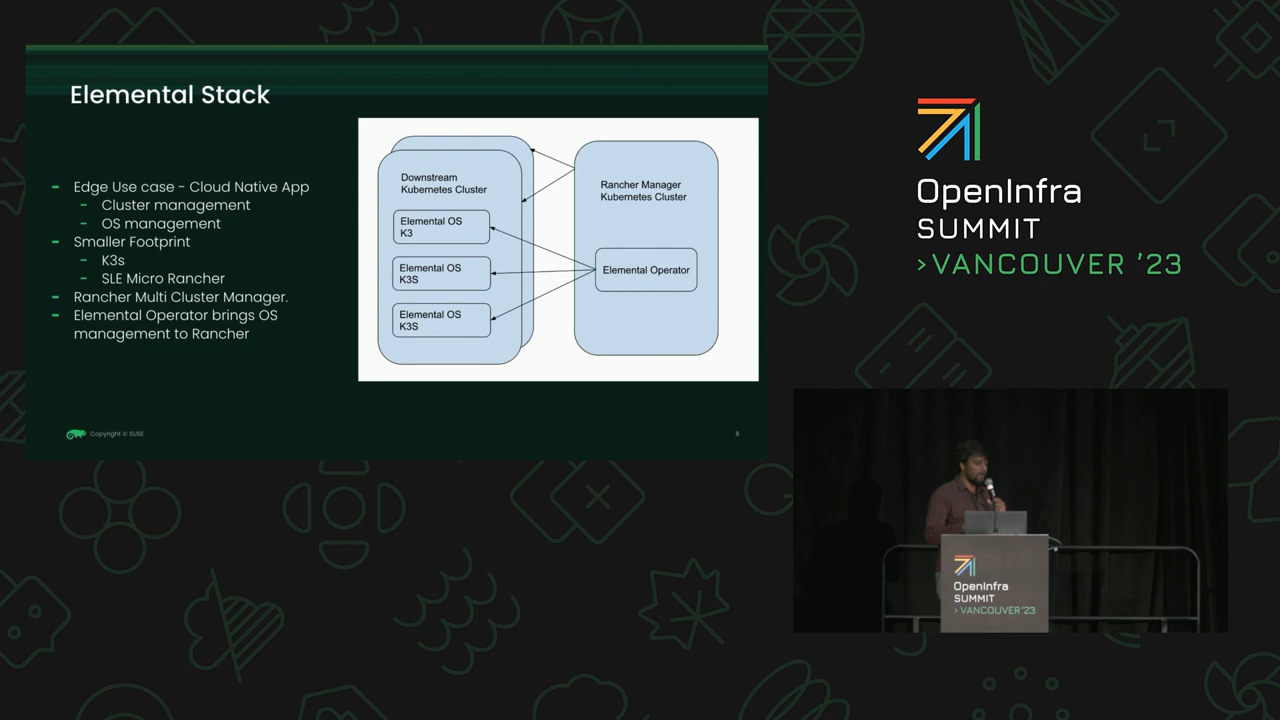 Elemental Stack
- Edge Use case - Cloud Native App
- Cluster management
- OS management
- Smaller Footprint
- K3s
- SLE Micro Rancher
- Rancher Multi Cluster Manager.
- Elemental Operator brings OS
management to Rancher
Downstream
Kubernetes Cluster
Elemental OS
K3
Elemental OS
K3S
Elemental OS
K3S
Rancher Manager
Kubernetes Cluster
Elemental Operator
Copyright © SUSE
8
OpenInfra
SUMMIT
>VANCOUVER '23
OpenInfra
SUMMIT
>VANCOUVER'23